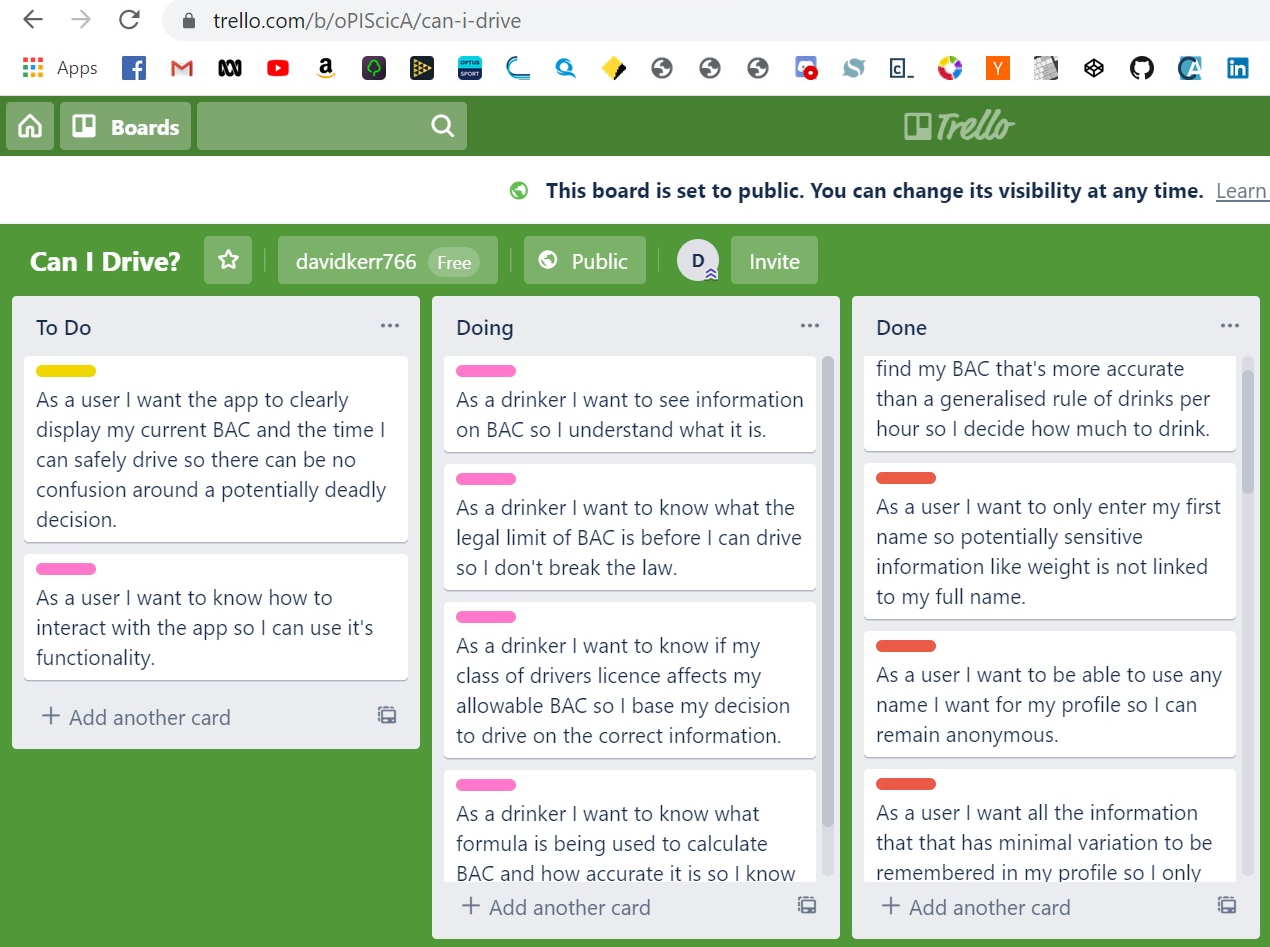 trello.com/b/oPIScicA/can-i-drive
Apps
OPTUS SPORT
Boards
Trello
This board is set to public. You can change its visibility at any time. Learn
Can I Drive?
davidkerr766 Free
Public
D
Invite
To Do
As a user I want the app to clearly
display my current BAC and the time I
can safely drive so there can be no
confusion around a potentially deadly
decision.
As a user I want to know how to
interact with the app so I can use it's
functionality.
Add another card
Doing
As a drinker I want to see information
on BAC so I understand what it is.
As a drinker I want to know what the
legal limit of BAC is before I can drive
so I don't break the law.
As a drinker I want to know if my
class of drivers licence affects my
allowable BAC so I base my decision
to drive on the correct information.
As a drinker I want to know what
formula is being used to calculate
BAC and how accurate it is so I know
Add another card
Done
find my BAC that's more accurate
than a generalised rule of drinks per
hour so I decide how much to drink.
As a user I want to only enter my first
name so potentially sensitive
information like weight is not linked
to my full name.
As a user I want to be able to use any
name I want for my profile so I can
remain anonymous.
As a user I want all the information
that that has minimal variation to be
remembered in my profile so I only
Add another card